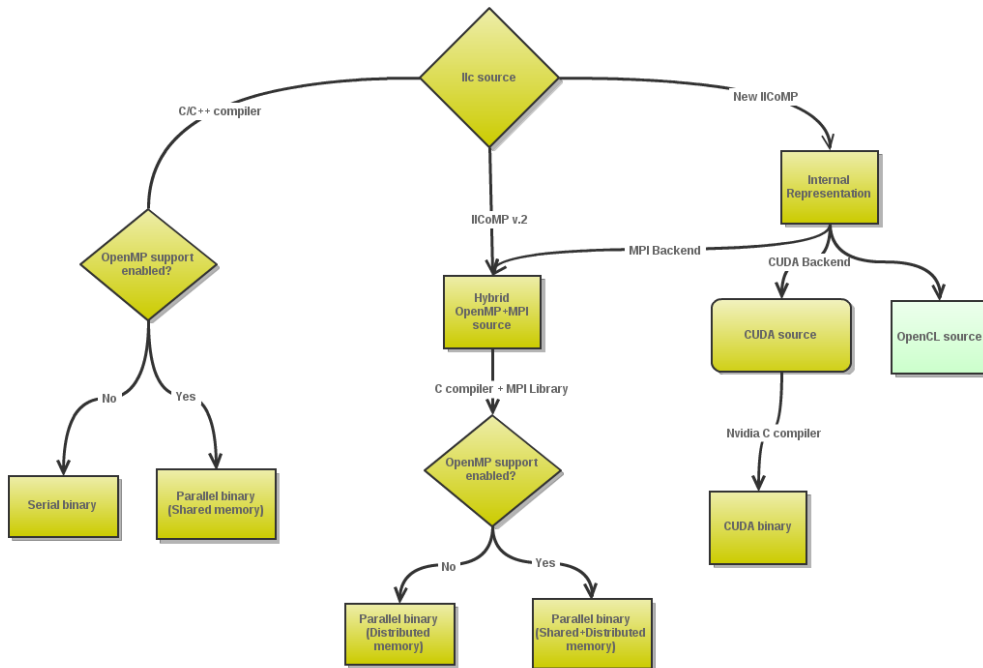 llc source
C/C++ compiler
New llCoMP
Internal
Representation
llCoMP v.2
OpenMP support
enabled?
MPI Backend
CUDA Backend
Hybrid
OpenMP+MPI
source
CUDA source
OpenCL source
C compiler + MPI Library
No
Yes
Nvidia C compiler
OpenMP support
enabled?
Serial binary
Parallel binary
(Shared memory)
CUDA binary
No
Yes
Parallel binary
(Distributed
memory)
Parallel binary
(Shared+Distributed
memory)